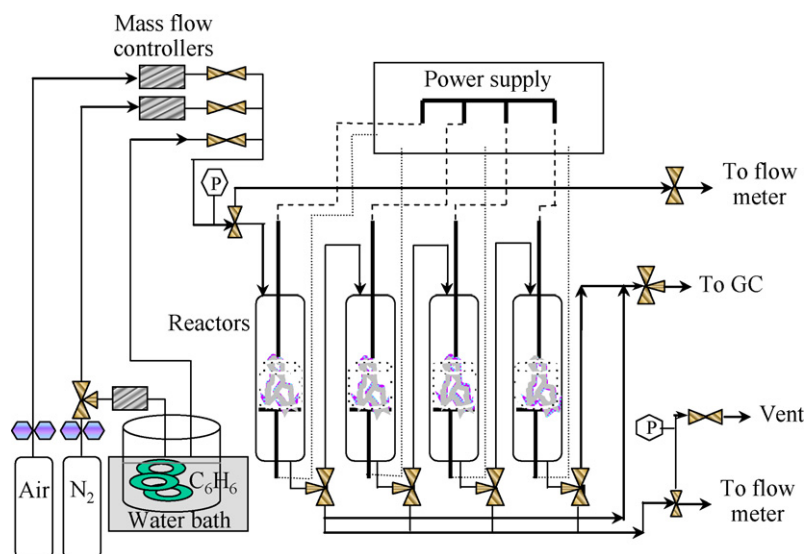 Mass flow
controllers
Power supply
P
To flow
meter
To GC
Reactors
P
Vent
C₆H₆
Air
N₂
Water bath
To flow
meter